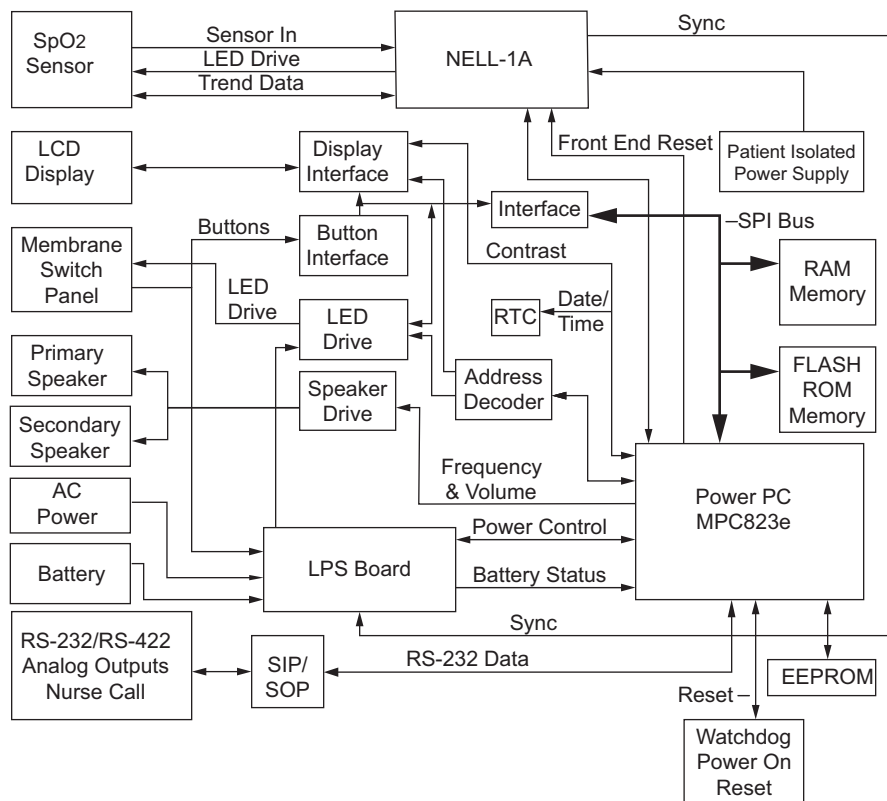 SpO2
Sensor
Sensor In
LED Drive
Trend Data
NELL-1A
Sync
LCD
Display
Display
Interface
Front End Reset
Patient Isolated
Power Supply
Interface
–SPI Bus
Membrane
Switch
Panel
Buttons
Button
Interface
Contrast
RAM
Memory
LED
Drive
LED
Drive
RTC
Date/
Time
Primary
Speaker
Secondary
Speaker
Speaker
Drive
Address
Decoder
FLASH
ROM
Memory
AC
Power
Frequency
& Volume
Power PC
MPC823e
Battery
LPS Board
Power Control
Battery Status
Sync
RS-232/RS-422
Analog Outputs
Nurse Call
SIP/
SOP
RS-232 Data
EEPROM
Reset –
Watchdog
Power On
Reset